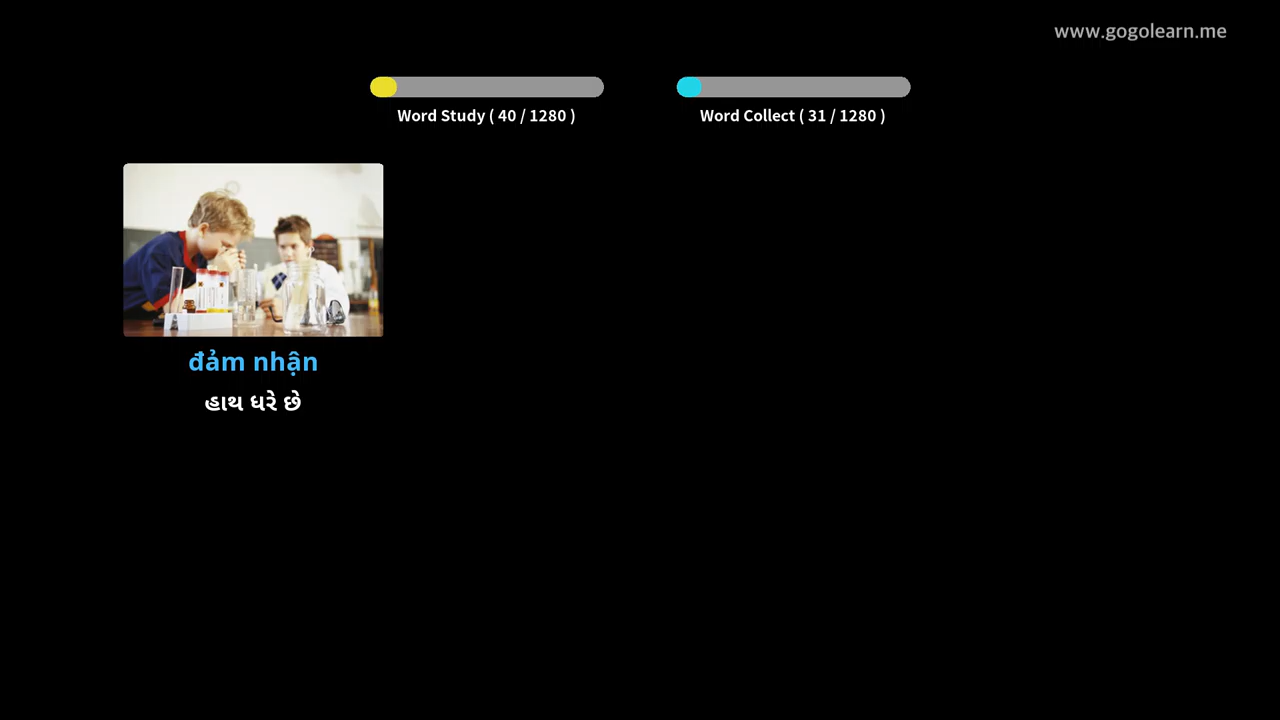 www.gogolearn.me
Word Study ( 40 / 1280 )
Word Collect ( 31 / 1280 )
đảm nhận
હાથ ધરે છે